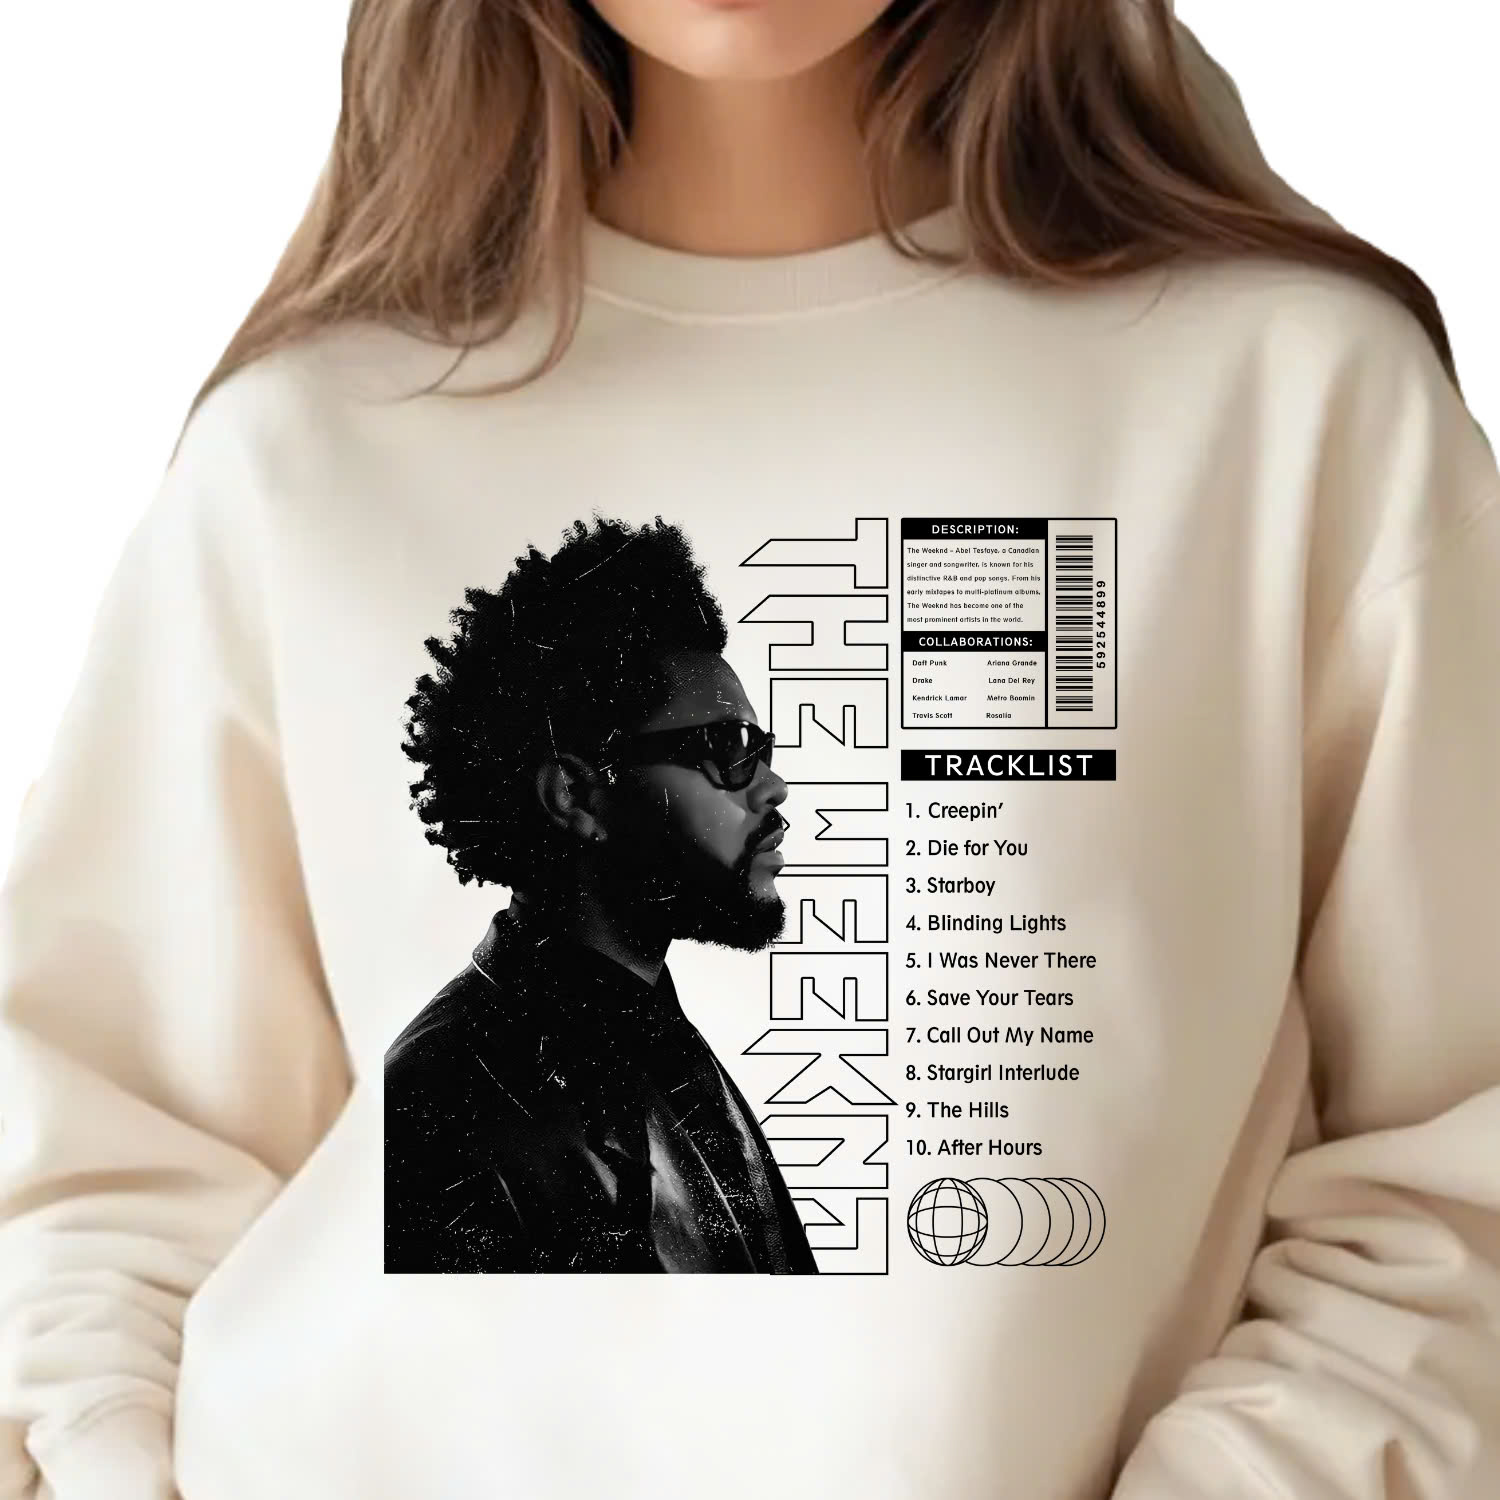 THE WEEKND
DESCRIPTION:
The Weeknd – Abel Tesfaye, a Canadian
singer and songwriter, is known for his
distinctive R&B and pop songs. From his
early mixtapes to multi-platinum albums,
The Weeknd has become one of the
most prominent artists in the world.
COLLABORATIONS:
Daft Punk Ariana Grande
Drake Lana Del Rey
Kendrick Lamar Metro Boomin
Travis Scott Rosalía
592544899
TRACKLIST
1. Creepin’
2. Die for You
3. Starboy
4. Blinding Lights
5. I Was Never There
6. Save Your Tears
7. Call Out My Name
8. Stargirl Interlude
9. The Hills
10. After Hours